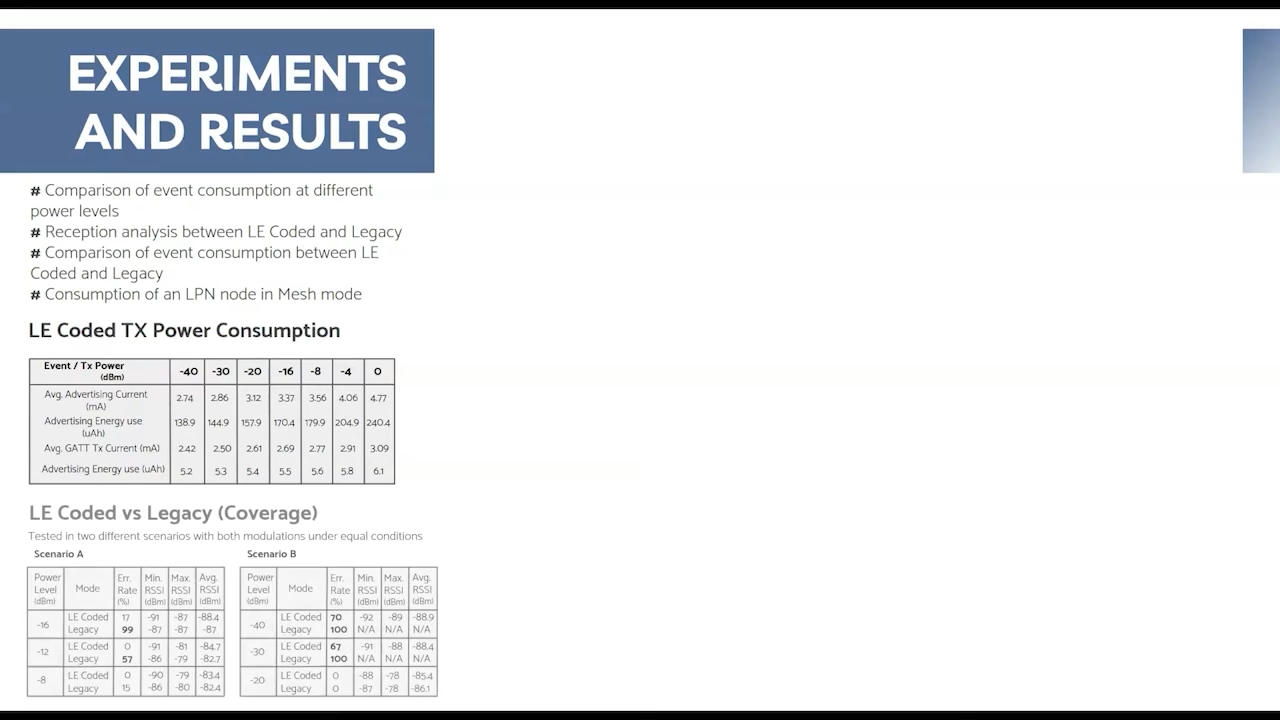 EXPERIMENTS
AND RESULTS
# Comparison of event consumption at different
power levels
# Reception analysis between LE Coded and Legacy
# Comparison of event consumption between LE
Coded and Legacy
# Consumption of an LPN node in Mesh mode
LE Coded TX Power Consumption
Event / Tx Power (dBm) -40 -30 -20 -16 -8 -4 0
Avg. Advertising Current (mA) 2.74 2.86 3.12 3.37 3.56 4.06 4.77
Advertising Energy use (uAh) 138.9 144.9 157.9 170.4 179.9 204.9 240.4
Avg. GATT Tx Current (mA) 2.42 2.50 2.61 2.69 2.77 2.91 3.09
Advertising Energy use (uAh) 5.2 5.3 5.4 5.5 5.6 5.8 6.1
LE Coded vs Legacy (Coverage)
Tested in two different scenarios with both modulations under equal conditions
Scenario A
Power Level (dBm) Mode Err. Rate (%) Min. RSSI (dBm) Max. RSSI (dBm) Avg. RSSI (dBm)
-16 LE Coded 17 -91 -87 -88.4
Legacy 99 -87 -87 -87
-12 LE Coded 0 -91 -81 -84.7
Legacy 57 -86 -79 -82.7
-8 LE Coded 0 -90 -79 -83.4
Legacy 15 -86 -80 -82.4
Scenario B
Power Level (dBm) Mode Err. Rate (%) Min. RSSI (dBm) Max. RSSI (dBm) Avg. RSSI (dBm)
-40 LE Coded 70 -92 -89 -88.9
Legacy 100 N/A N/A N/A
-30 LE Coded 67 -91 -88 -88.4
Legacy 100 N/A N/A N/A
-20 LE Coded 0 -88 -78 -85.4
Legacy 0 -87 -78 -86.1